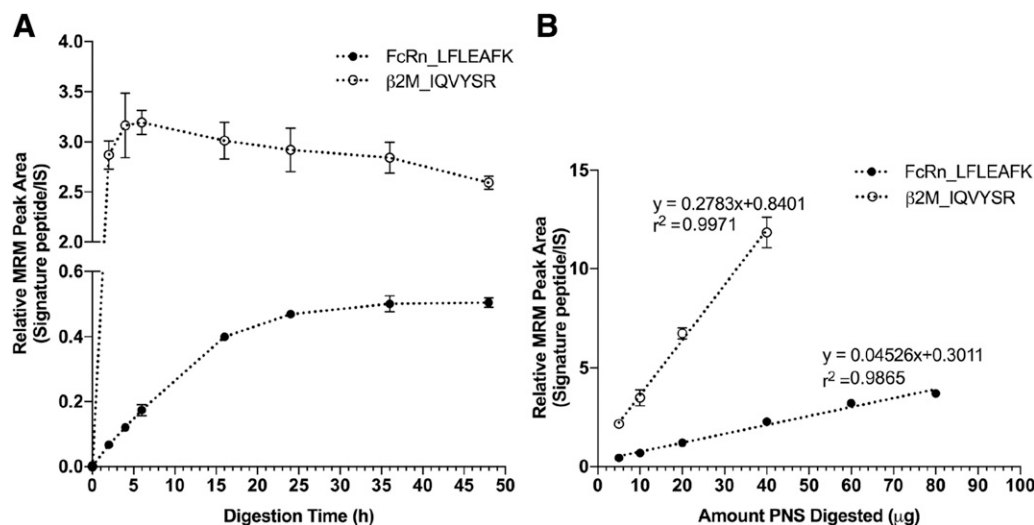 A
FcRn_LFLEAFK
β2M_IQVYSR
Relative MRM Peak Area
(Signature peptide/IS)
4.0
3.5
3.0
2.5
2.0
0.6
0.4
0.2
0.0
0 5 10 15 20 25 30 35 40 45 50
Digestion Time (h)
B
FcRn_LFLEAFK
β2M_IQVYSR
Relative MRM Peak Area
(Signature peptide/IS)
15
10
5
0
y = 0.2783x+0.8401
r² =0.9971
y = 0.04526x+0.3011
r² =0.9865
0 10 20 30 40 50 60 70 80 90 100
Amount PNS Digested (μg)